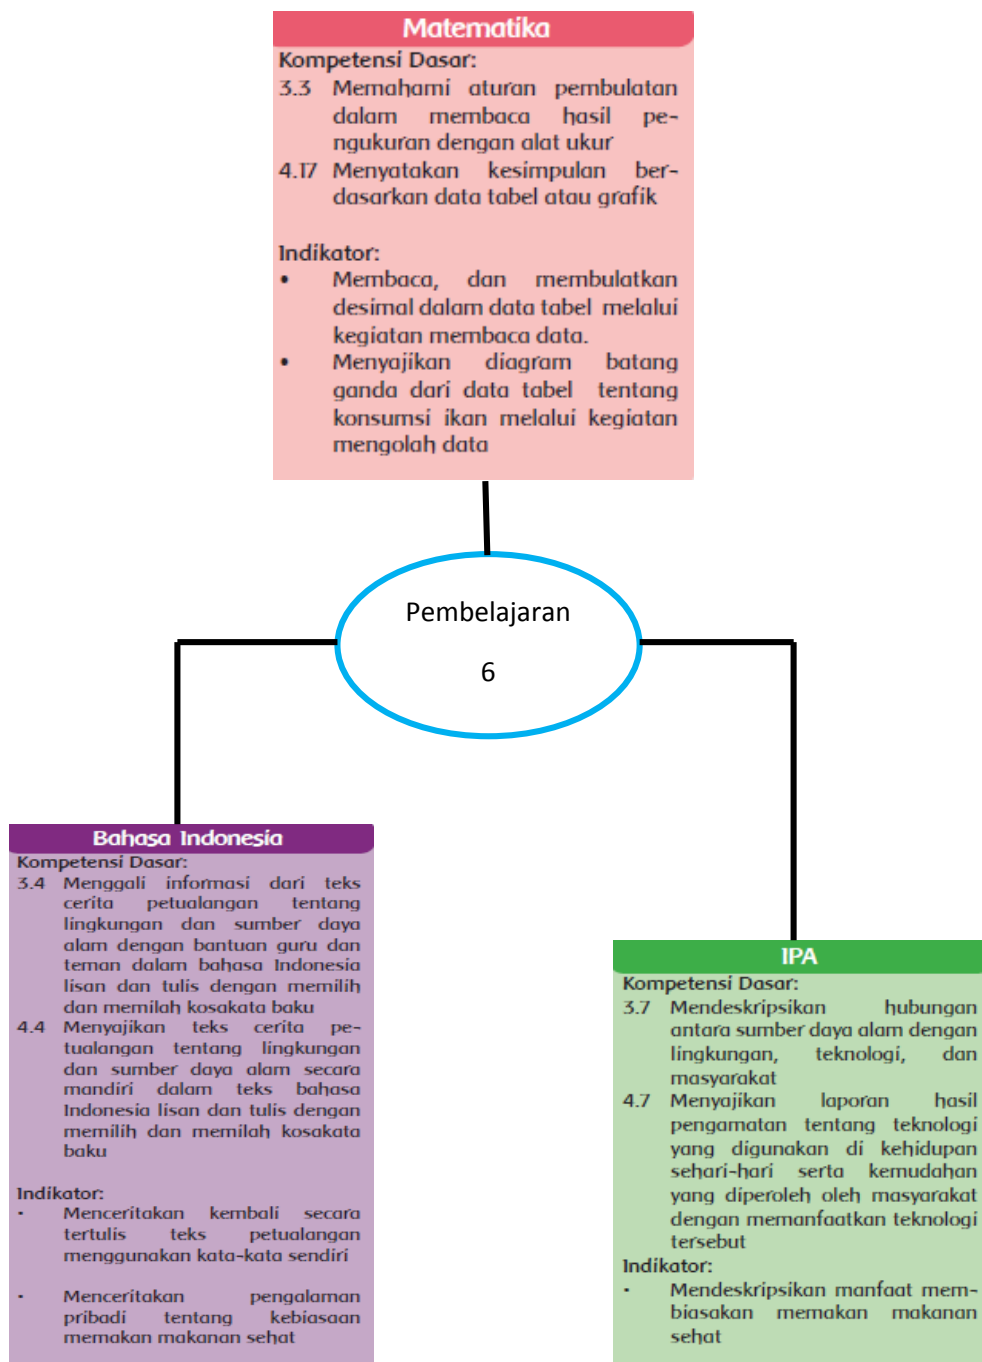 Matematika
Kompetensi Dasar:
3.3 Memahami aturan pembulatan
dalam membaca hasil pe-
ngukuran dengan alat ukur
4.17 Menyatakan kesimpulan ber-
dasarkan data tabel atau grafik
Indikator:
• Membaca, dan membulatkan
desimal dalam data tabel melalui
kegiatan membaca data.
• Menyajikan diagram batang
ganda dari data tabel tentang
konsumsi ikan melalui kegiatan
mengolah data
Pembelajaran
6
Bahasa Indonesia
Kompetensi Dasar:
3.4 Menggali informasi dari teks
cerita petualangan tentang
lingkungan dan sumber daya
alam dengan bantuan guru dan
teman dalam bahasa Indonesia
lisan dan tulis dengan memilih
dan memilah kosakata baku
4.4 Menyajikan teks cerita pe-
tualangan tentang lingkungan
dan sumber daya alam secara
mandiri dalam teks bahasa
Indonesia lisan dan tulis dengan
memilih dan memilah kosakata
baku
Indikator:
• Menceritakan kembali secara
tertulis teks petualangan
menggunakan kata-kata sendiri
• Menceritakan pengalaman
pribadi tentang kebiasaan
memakan makanan sehat
IPA
Kompetensi Dasar:
3.7 Mendeskripsikan hubungan
antara sumber daya alam dengan
lingkungan, teknologi, dan
masyarakat
4.7 Menyajikan laporan hasil
pengamatan tentang teknologi
yang digunakan di kehidupan
sehari-hari serta kemudahan
yang diperoleh oleh masyarakat
dengan memanfaatkan teknologi
tersebut
Indikator:
• Mendeskripsikan manfaat mem-
biasakan memakan makanan
sehat